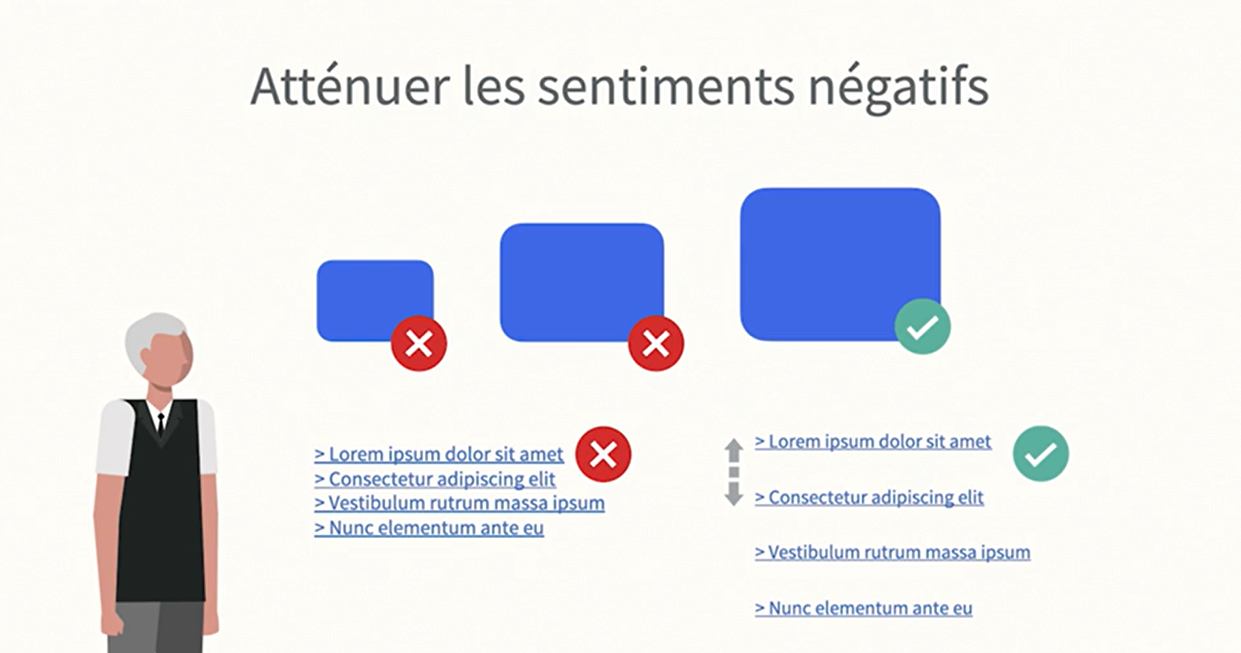 Atténuer les sentiments négatifs
> Lorem ipsum dolor sit amet
> Consectetur adipiscing elit
> Vestibulum rutrum massa ipsum
> Nunc elementum ante eu
> Lorem ipsum dolor sit amet
> Consectetur adipiscing elit
> Vestibulum rutrum massa ipsum
> Nunc elementum ante eu